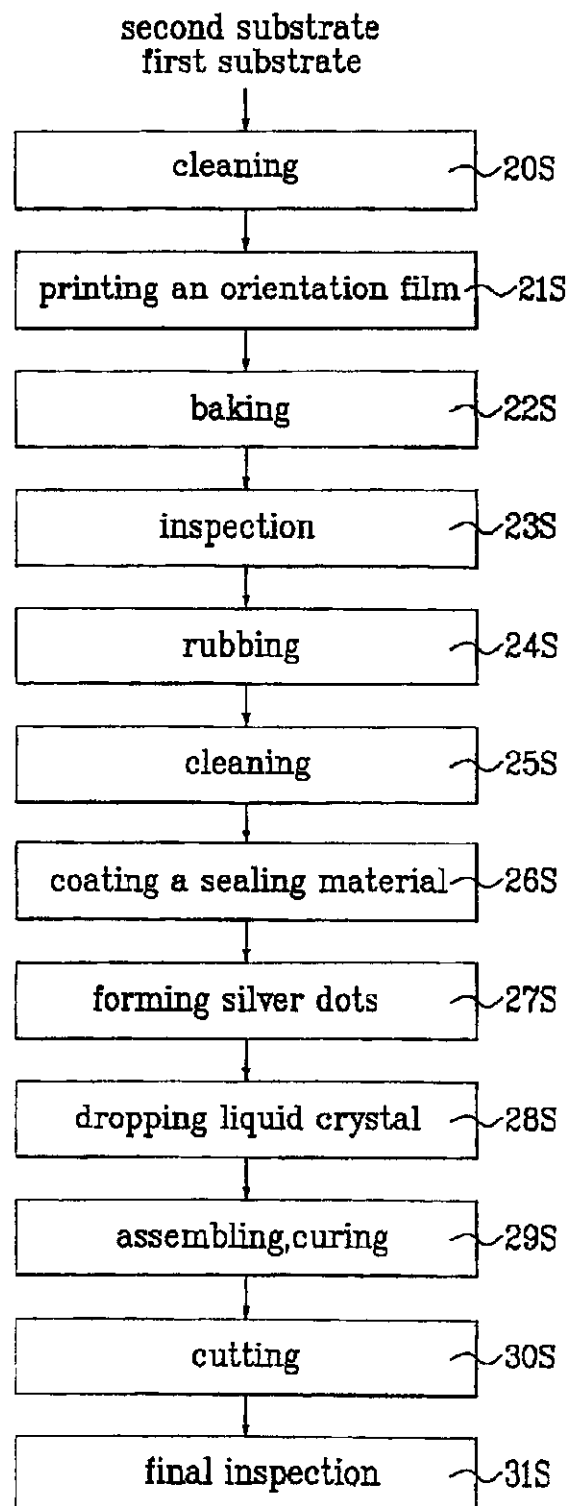 second substrate
first substrate
cleaning 20S
printing an orientation film 21S
baking 22S
inspection 23S
rubbing 24S
cleaning 25S
coating a sealing material 26S
forming silver dots 27S
dropping liquid crystal 28S
assembling,curing 29S
cutting 30S
final inspection 31S